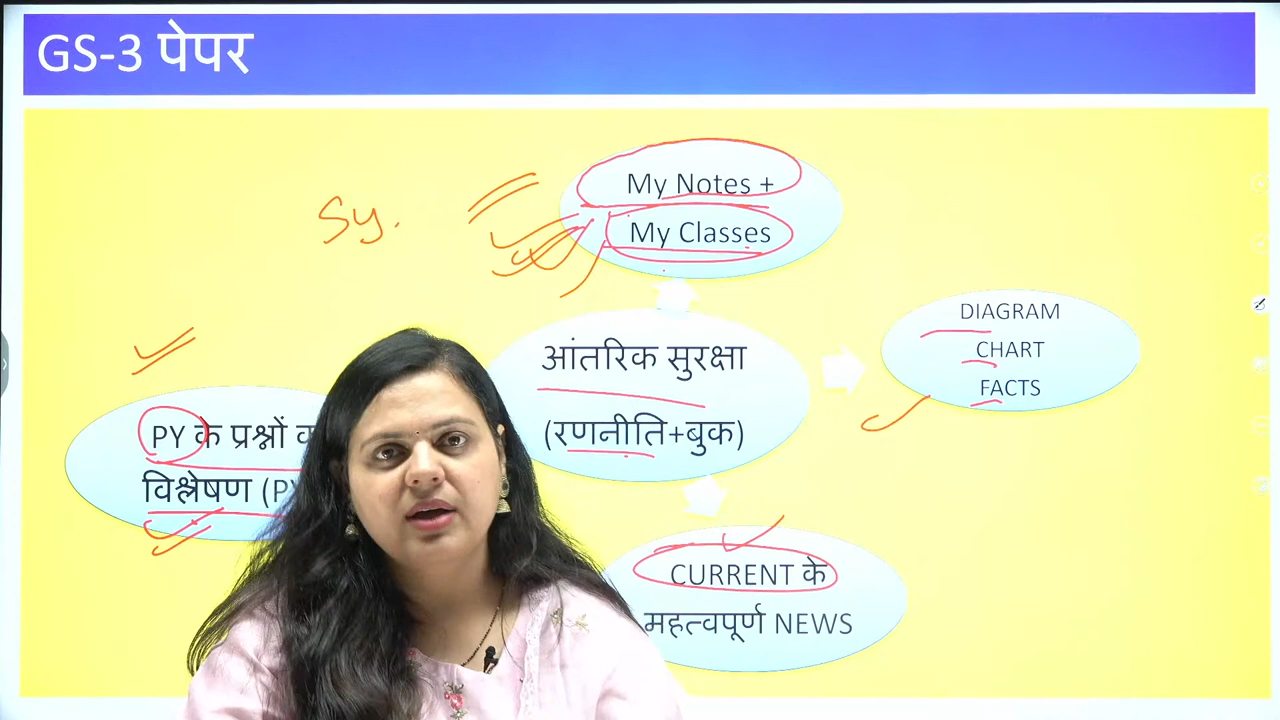 GS-3 पेपर
My Notes +
My Classes
Sy.
DIAGRAM
CHART
FACTS
आंतरिक सुरक्षा
(रणनीति+बुक)
PY के प्रश्नों
विश्लेषण
CURRENT के
महत्वपूर्ण NEWS